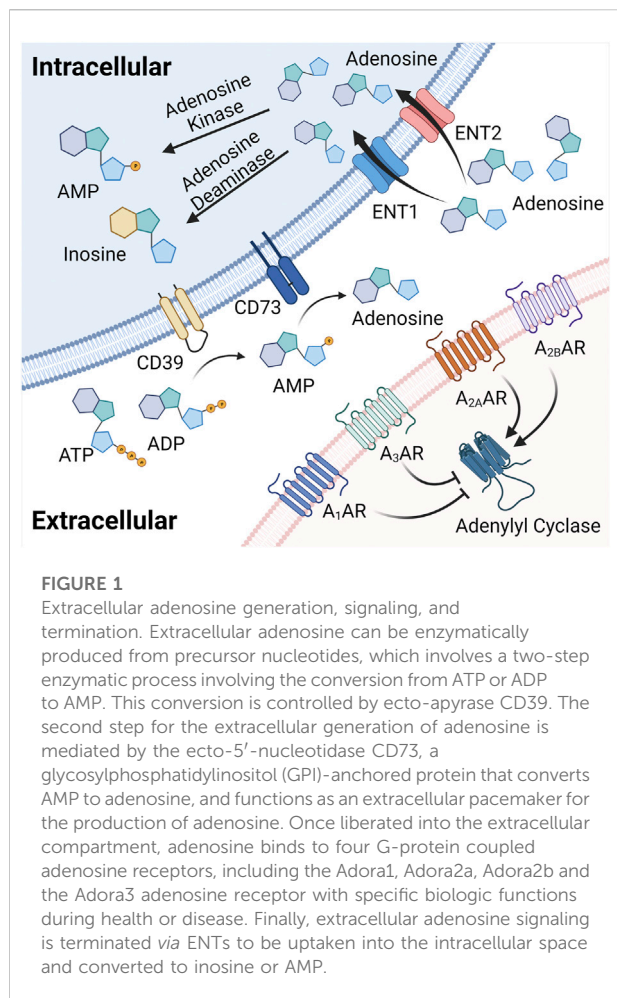 Intracellular
Adenosine
Adenosine
Kinase
ENT2
AMP
Adenosine
Deaminase
Adenosine
ENT1
Inosine
CD73
Adenosine
CD39
AMP
A2BAR
A2AAR
ATP
ADP
A3AR
A1AR
Adenylyl Cyclase
Extracellular
P
P
P
P
P
P
P
FIGURE 1
Extracellular adenosine generation, signaling, and
termination. Extracellular adenosine can be enzymatically
produced from precursor nucleotides, which involves a two-step
enzymatic process involving the conversion from ATP or ADP
to AMP. This conversion is controlled by ecto-apyrase CD39. The
second step for the extracellular generation of adenosine is
mediated by the ecto-5′-nucleotidase CD73, a
glycosylphosphatidylinositol (GPI)-anchored protein that converts
AMP to adenosine, and functions as an extracellular pacemaker for
the production of adenosine. Once liberated into the extracellular
compartment, adenosine binds to four G-protein coupled
adenosine receptors, including the Adora1, Adora2a, Adora2b and
the Adora3 adenosine receptor with specific biologic functions
during health or disease. Finally, extracellular adenosine signaling
is terminated via ENTs to be uptaken into the intracellular space
and converted to inosine or AMP.